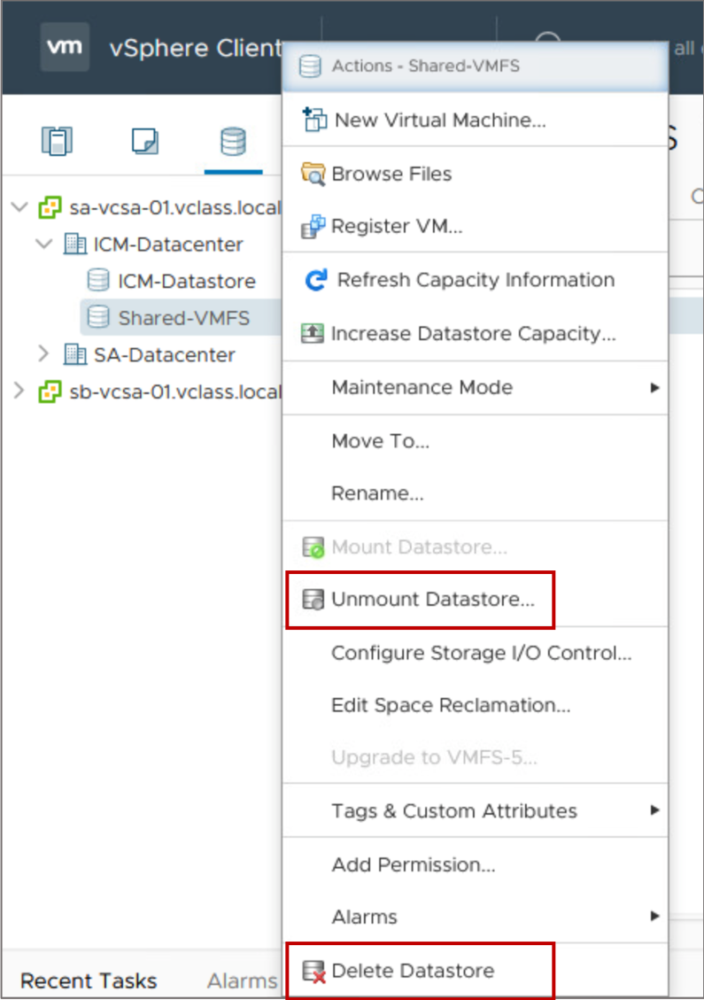 vm vSphere Client
all
Actions - Shared-VMFS
New Virtual Machine...
Browse Files
Register VM...
sa-vcsa-01.vclass.local
ICM-Datacenter
ICM-Datastore
Shared-VMFS
SA-Datacenter
sb-vcsa-01.vclass.local
Refresh Capacity Information
Increase Datastore Capacity...
Maintenance Mode
Move To...
Rename...
Mount Datastore...
Unmount Datastore...
Configure Storage I/O Control...
Edit Space Reclamation...
Upgrade to VMFS-5...
Tags & Custom Attributes
Add Permission...
Alarms
Delete Datastore
Recent Tasks Alarms